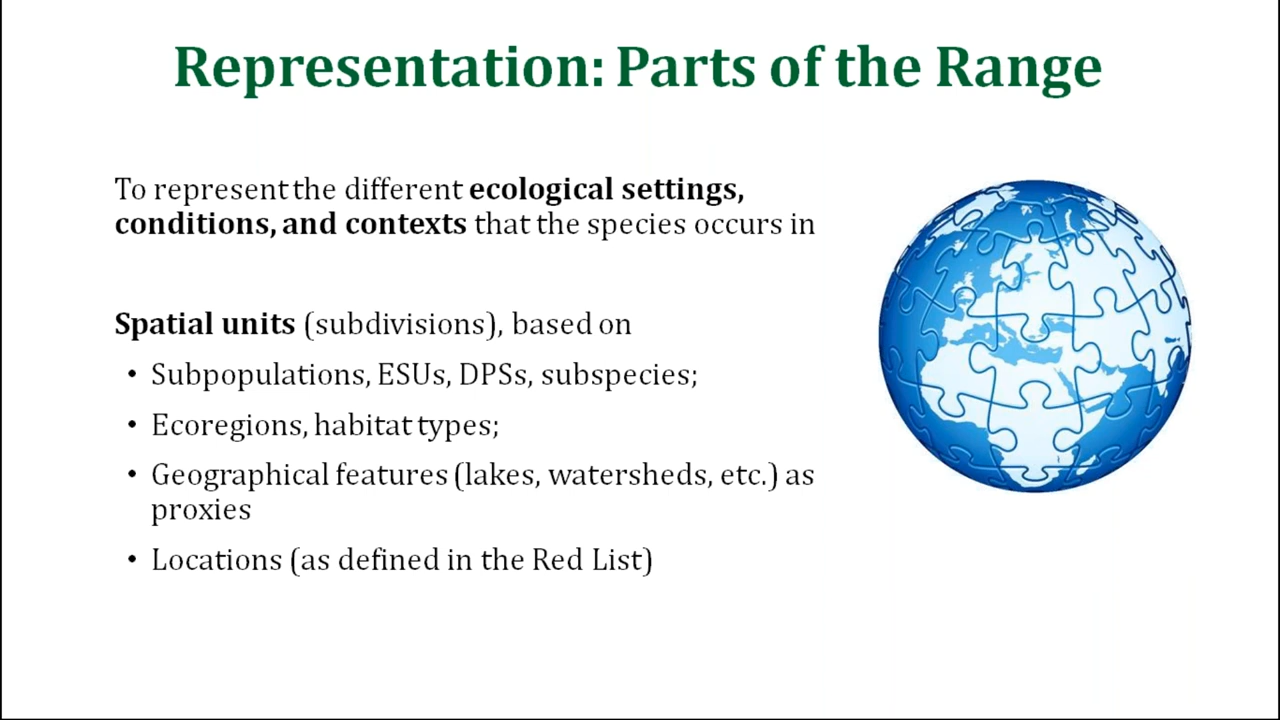 Representation: Parts of the Range
To represent the different ecological settings,
conditions, and contexts that the species occurs in
Spatial units (subdivisions), based on
• Subpopulations, ESUs, DPSs, subspecies;
• Ecoregions, habitat types;
• Geographical features (lakes, watersheds, etc.) as
proxies
• Locations (as defined in the Red List)